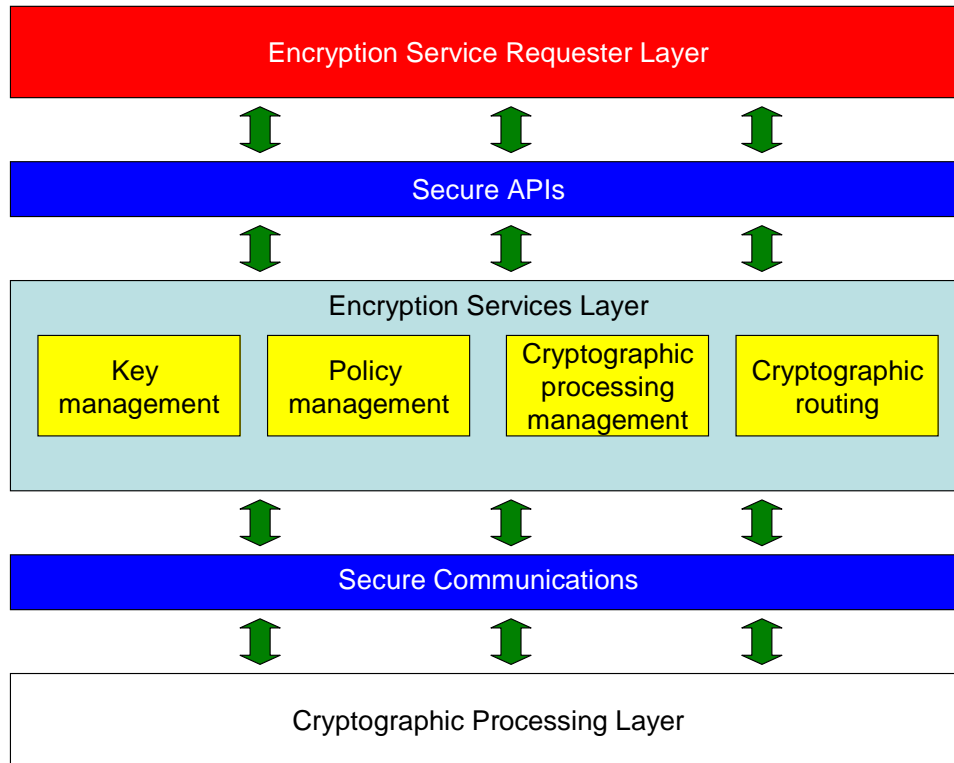 Encryption Service Requester Layer
Secure APIs
Encryption Services Layer
Key
management
Policy
management
Cryptographic
processing
management
Cryptographic
routing
Secure Communications
Cryptographic Processing Layer